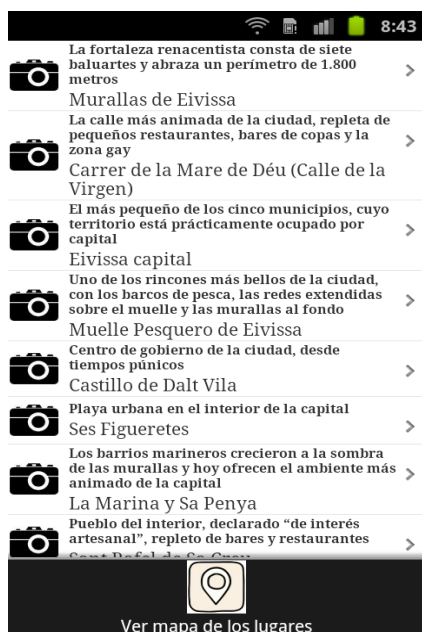 8:43
La fortaleza renacentista consta de siete
baluartes y abraza un perímetro de 1.800
metros
Murallas de Eivissa
La calle más animada de la ciudad, repleta de
pequeños restaurantes, bares de copas y la
zona gay
Carrer de la Mare de Déu (Calle de la
Virgen)
El más pequeño de los cinco municipios, cuyo
territorio está prácticamente ocupado por
capital
Eivissa capital
Uno de los rincones más bellos de la ciudad,
con los barcos de pesca, las redes extendidas
sobre el muelle y las murallas al fondo
Muelle Pesquero de Eivissa
Centro de gobierno de la ciudad, desde
tiempos púnicos
Castillo de Dalt Vila
Playa urbana en el interior de la capital
Ses Figueretes
Los barrios marineros crecieron a la sombra
de las murallas y hoy ofrecen el ambiente más
animado de la capital
La Marina y Sa Penya
Pueblo del interior, declarado “de interés
artesanal”, repleto de bares y restaurantes
Sant Rafel de Sa Creu
Ver mapa de los lugares